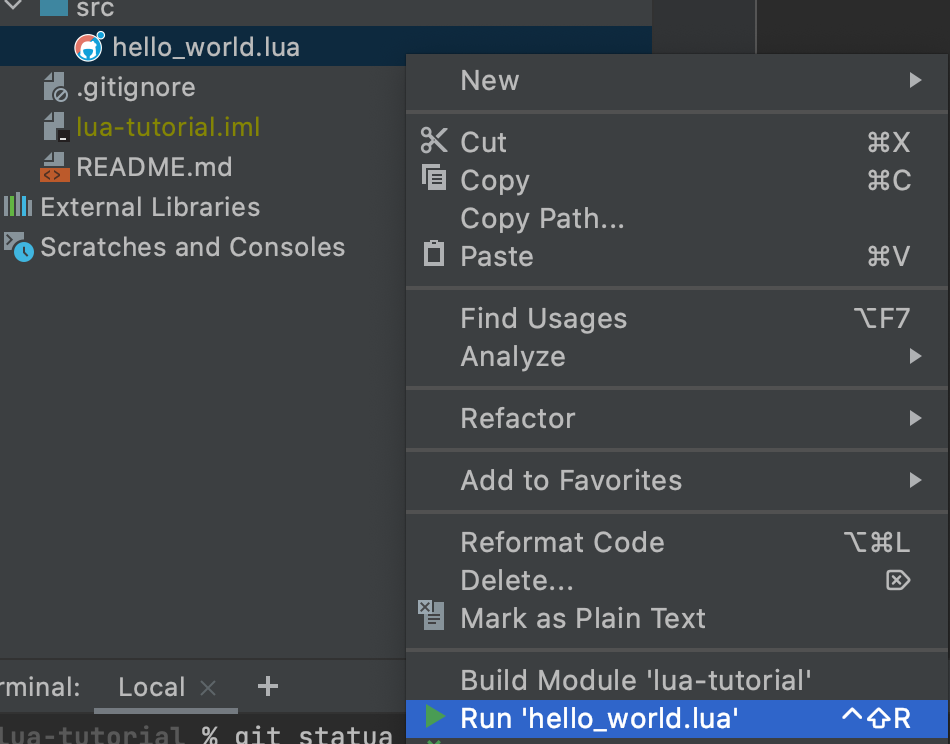 src
hello_world.lua
.gitignore
lua-tutorial.iml
README.md
External Libraries
Scratches and Consoles
New
Cut ⌘X
Copy ⌘C
Copy Path...
Paste ⌘V
Find Usages ⌥F7
Analyze
Refactor
Add to Favorites
Reformat Code ⌥⌘L
Delete... ⌦
Mark as Plain Text
Build Module 'lua-tutorial'
Run 'hello_world.lua' ^⇧R
rminal: Local × +
lua-tutorial % git statua